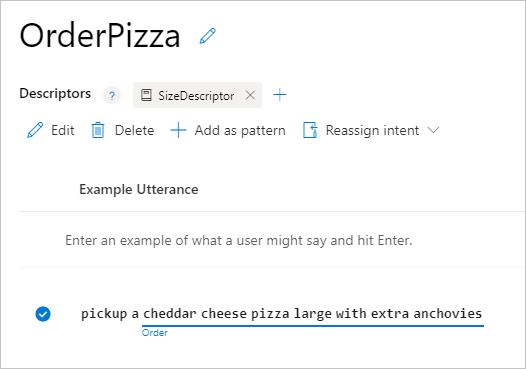 OrderPizza
Descriptors ? SizeDescriptor
Edit Delete Add as pattern Reassign intent
Example Utterance
Enter an example of what a user might say and hit Enter.
pickup a cheddar cheese pizza large with extra anchovies
Order